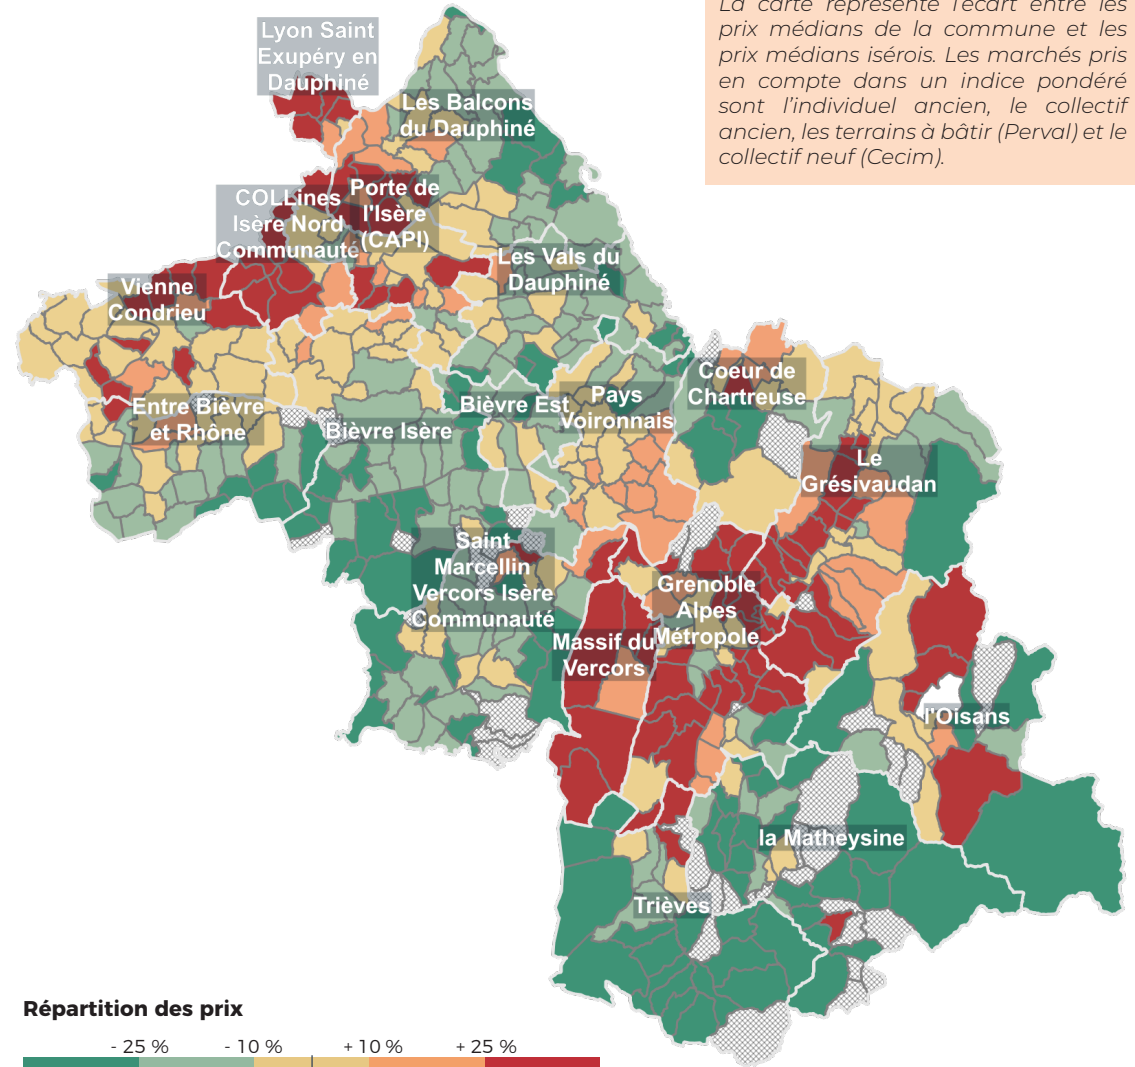 La carte représente l'écart entre les
prix médians de la commune et les
prix médians isérois. Les marchés pris
en compte dans un indice pondéré
sont l'individuel ancien, le collectif
ancien, les terrains à bâtir (Perval) et le
collectif neuf (Cecim).
Lyon Saint
Exupéry en
Dauphiné
Les Balcons
du Dauphiné
Porte de
l'Isère
(CAPI)
COLLines
Isère Nord
Communauté
Les Vals du
Dauphiné
Vienne
Condrieu
Coeur de
Chartreuse
Pays
Voironnais
Bièvre Est
Entre Bièvre
et Rhône
Bièvre Isère
Le
Grésivaudan
Saint
Marcellin
Vercors Isère
Communauté
Grenoble
Alpes
Métropole
Massif du
Vercors
l'Oisans
la Matheysine
Trièves
Répartition des prix
- 25 % - 10 % + 10 % + 25 %